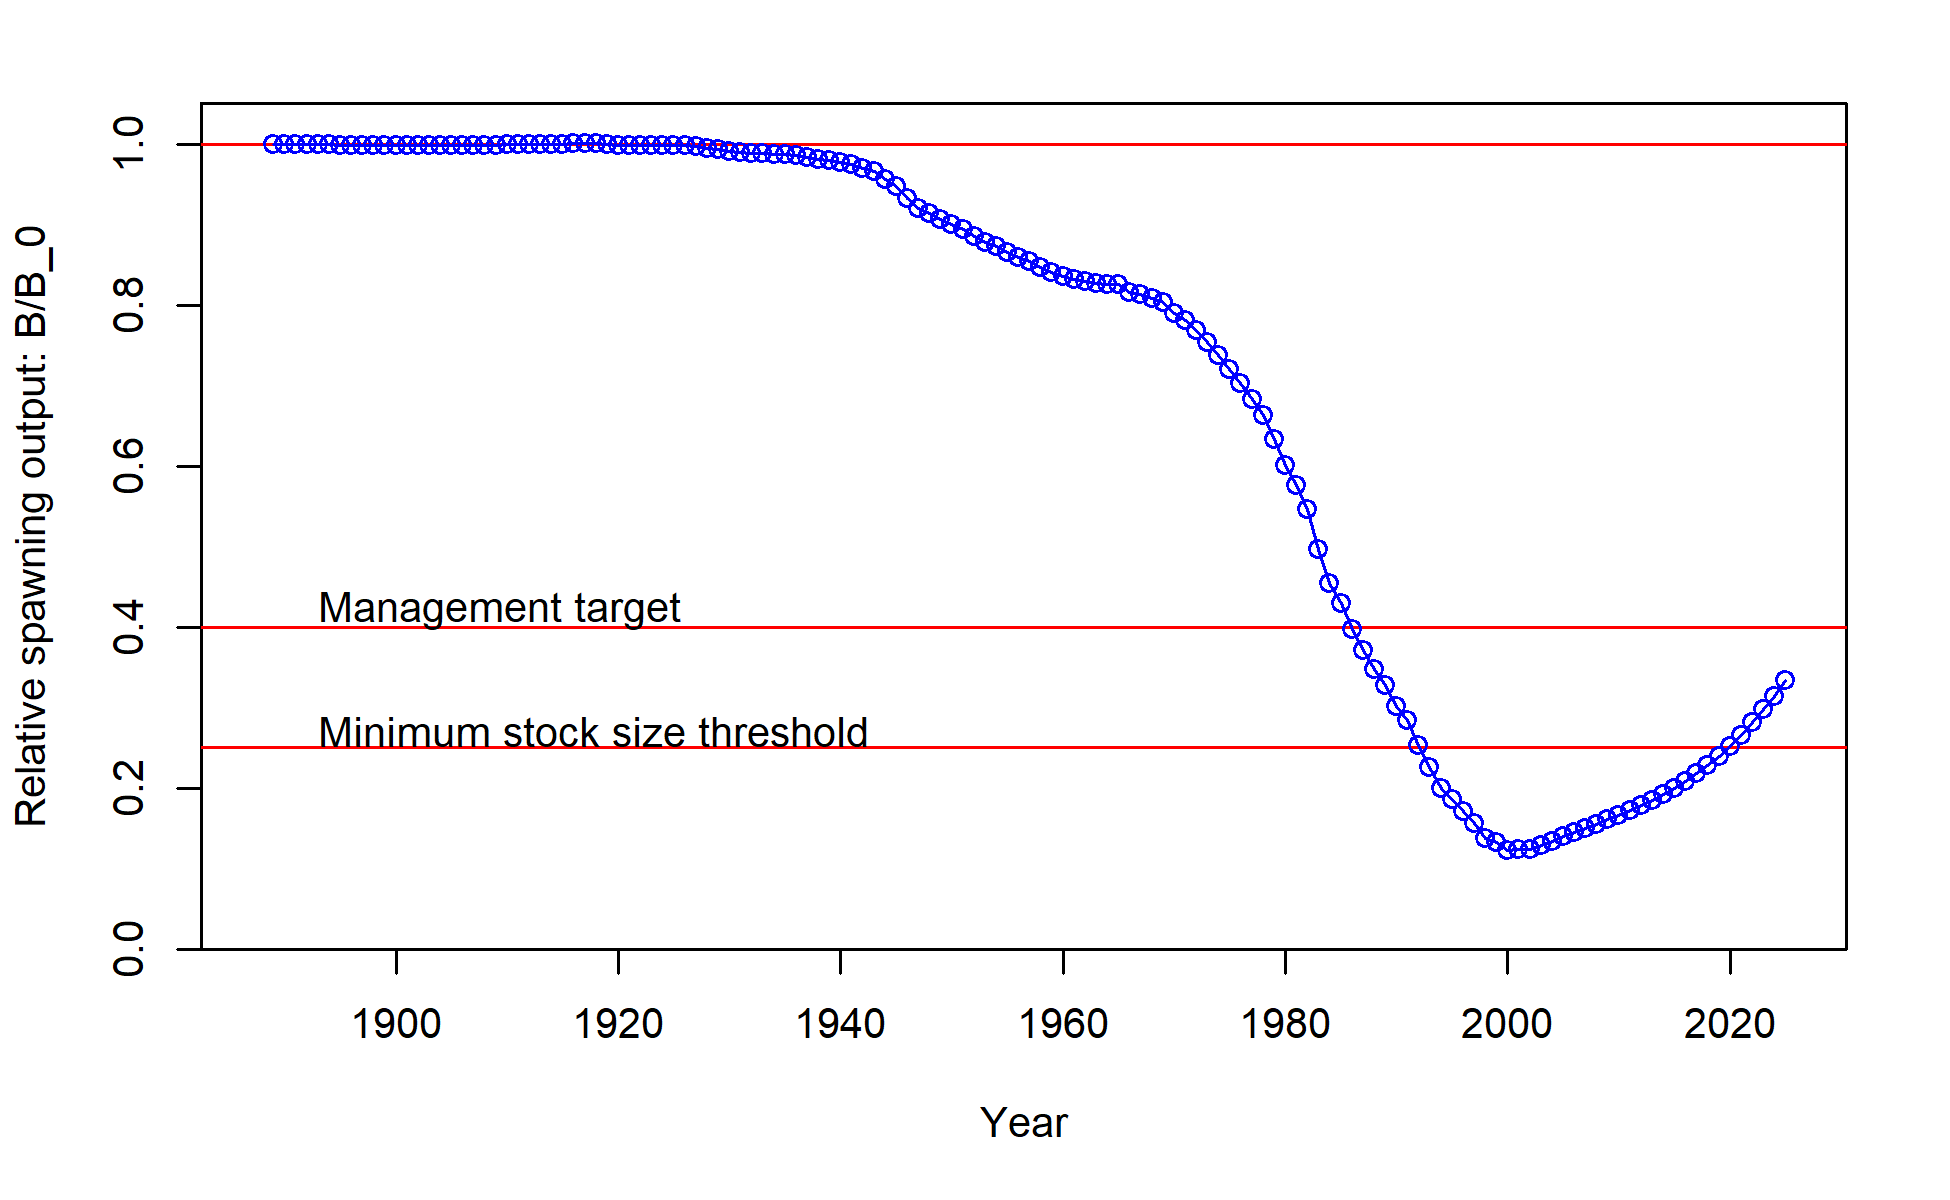 Relative spawning output: B/B_0
1.0
0.8
0.6
0.4
0.2
0.0
Management target
Minimum stock size threshold
1900 1920 1940 1960 1980 2000 2020
Year